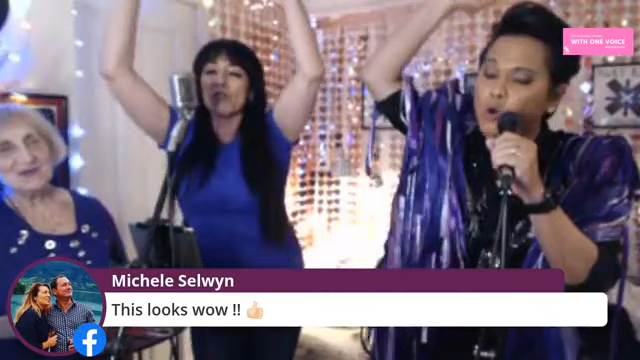 WITH ONE VOICE
Michele Selwyn
This looks wow !! 👍🏻